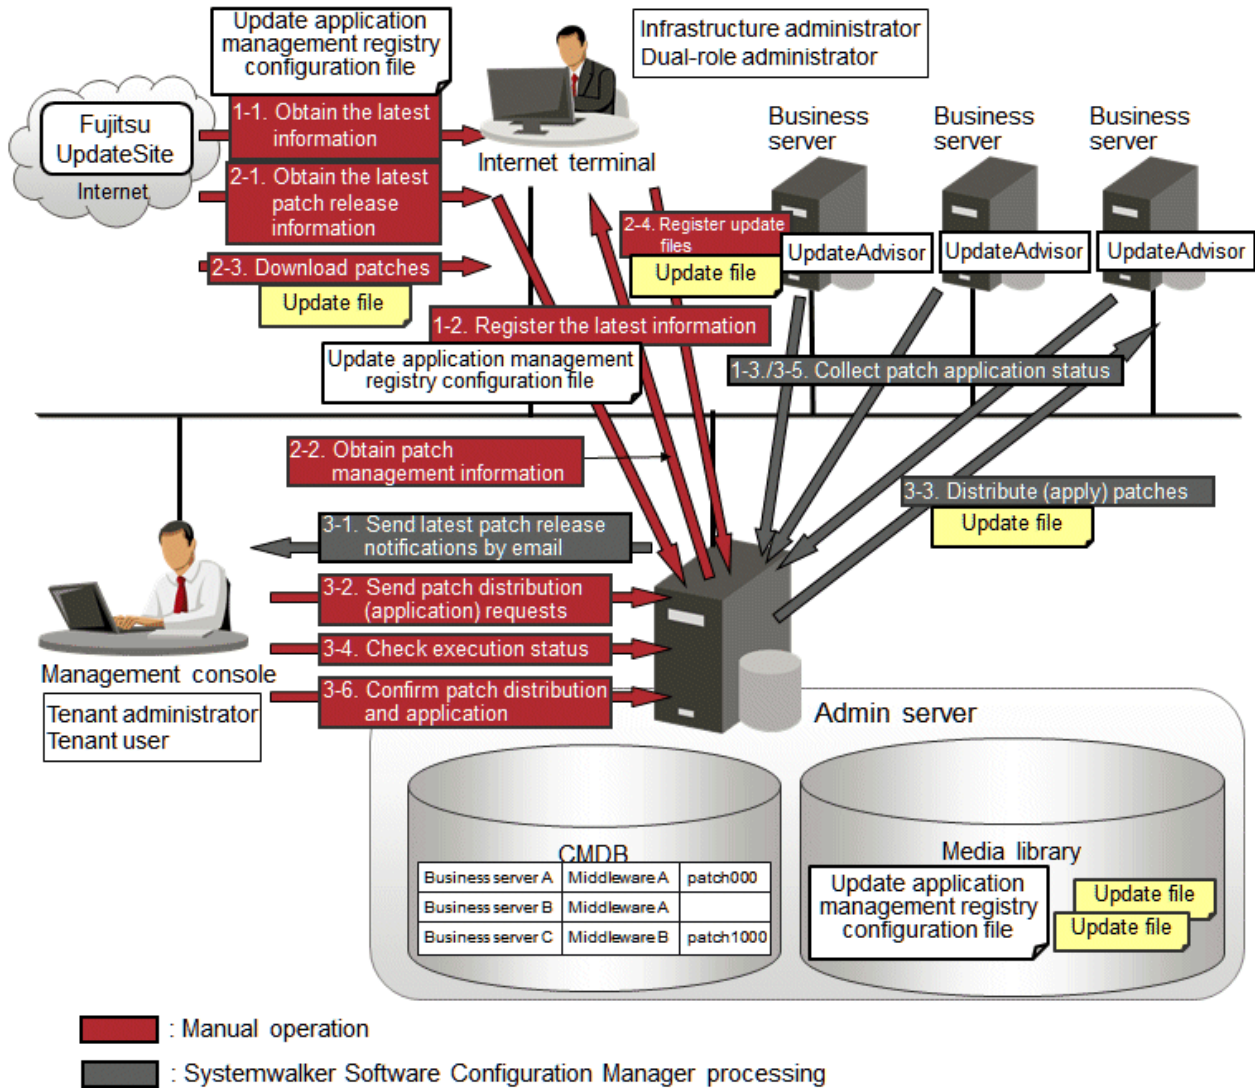 Update application
management registry
configuration file
Infrastructure administrator
Dual-role administrator
Fujitsu
UpdateSite
Internet
1-1. Obtain the latest
information
Internet terminal
2-1. Obtain the latest
patch release
information
2-3. Download patches
Update file
Business
server
Business
server
Business
server
UpdateAdvisor
UpdateAdvisor
UpdateAdvisor
2-4. Register update
files
Update file
1-2. Register the latest information
Update application management
registry configuration file
1-3./3-5. Collect patch application status
2-2. Obtain patch
management information
3-3. Distribute (apply) patches
Update file
3-1. Send latest patch release
notifications by email
3-2. Send patch distribution
(application) requests
3-4. Check execution status
3-6. Confirm patch distribution
and application
Management console
Tenant administrator
Tenant user
Admin server
CMDB
Business server A Middleware A patch000
Business server B Middleware A
Business server C Middleware B patch1000
Media library
Update application
management registry
configuration file
Update file
Update file
: Manual operation
: Systemwalker Software Configuration Manager processing